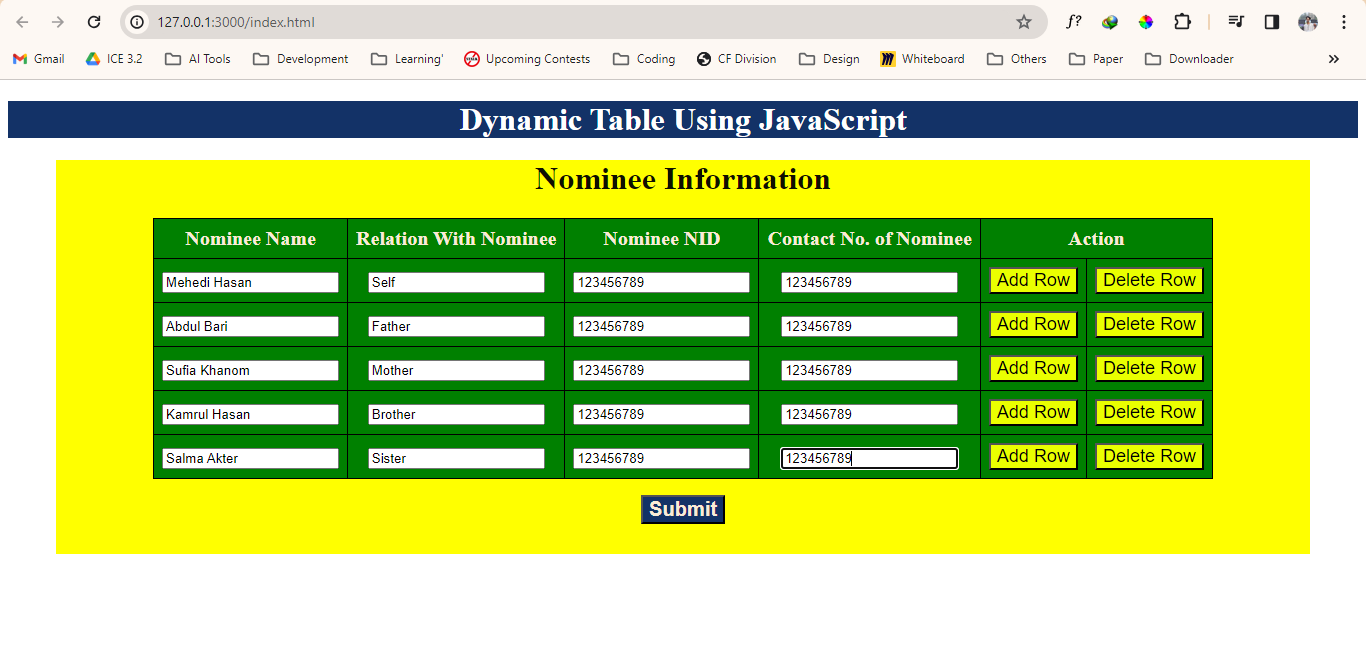 127.0.0.1:3000/index.html f?
Gmail ICE 3.2 AI Tools Development Learning' Upcoming Contests Coding CF Division Design Whiteboard Others Paper Downloader »
Dynamic Table Using JavaScript
Nominee Information
Nominee Name Relation With Nominee Nominee NID Contact No. of Nominee Action
Mehedi Hasan Self 123456789 123456789 Add Row Delete Row
Abdul Bari Father 123456789 123456789 Add Row Delete Row
Sufia Khanom Mother 123456789 123456789 Add Row Delete Row
Kamrul Hasan Brother 123456789 123456789 Add Row Delete Row
Salma Akter Sister 123456789 123456789 Add Row Delete Row
Submit